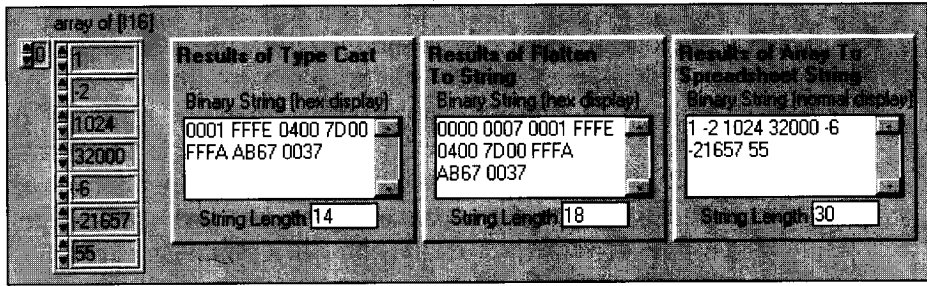 array of [I16]
0
1
-2
1024
32000
-6
-21657
55
Results of Type Cast
Binary String (hex display)
0001 FFFE 0400 7D00
FFFA AB67 0037
String Length 14
Results of Flatten
To String
Binary String (hex display)
0000 0007 0001 FFFE
0400 7D00 FFFA
AB67 0037
String Length 18
Results of Array To
Spreadsheet String
Binary String (normal display)
1 -2 1024 32000 -6
-21657 55
String Length 30